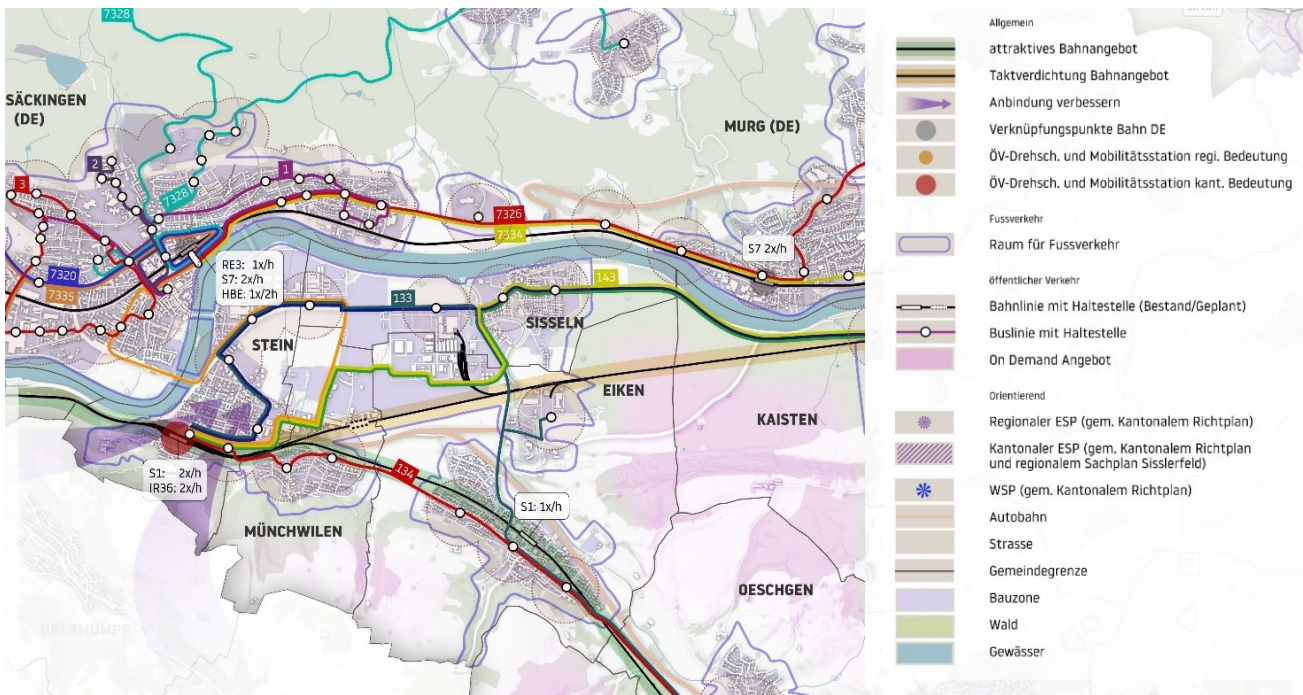 7328
SÄCKINGEN
(DE)
MURG (DE)
2
1
3
7328
7326
7334
S7 2x/h
7320
7335
RE3: 1x/h
S7: 2x/h
HBE: 1x/2h
133
143
SISSELN
STEIN
EIKEN
KAISTEN
S1: 2x/h
IR36: 2x/h
134
S1: 1x/h
MÜNCHWILEN
OESCHGEN
OBERMUMPF
Allgemein
attraktives Bahnangebot
Taktverdichtung Bahnangebot
Anbindung verbessern
Verknüpfungspunkte Bahn DE
ÖV-Drehsch. und Mobilitätsstation regi. Bedeutung
ÖV-Drehsch. und Mobilitätsstation kant. Bedeutung
Fussverkehr
Raum für Fussverkehr
öffentlicher Verkehr
Bahnlinie mit Haltestelle (Bestand/Geplant)
Buslinie mit Haltestelle
On Demand Angebot
Orientierend
Regionaler ESP (gem. Kantonalem Richtplan)
Kantonaler ESP (gem. Kantonalem Richtplan
und regionalem Sachplan Sisslerfeld)
WSP (gem. Kantonalem Richtplan)
Autobahn
Strasse
Gemeindegrenze
Bauzone
Wald
Gewässer